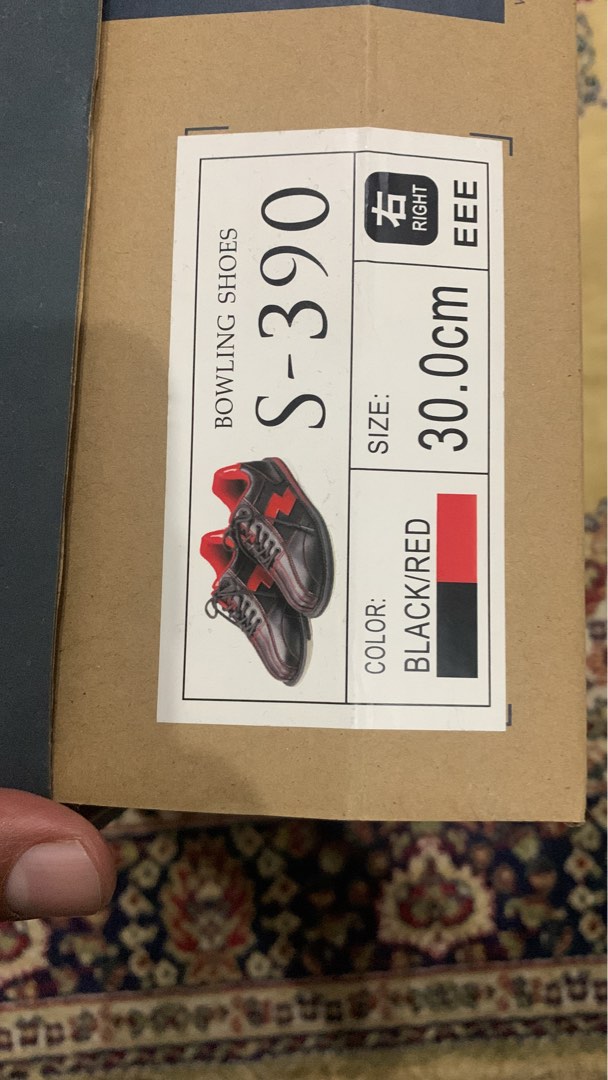 BOWLING SHOES
S-390
COLOR:
BLACK/RED
SIZE:
30.0cm
右
RIGHT
EEE